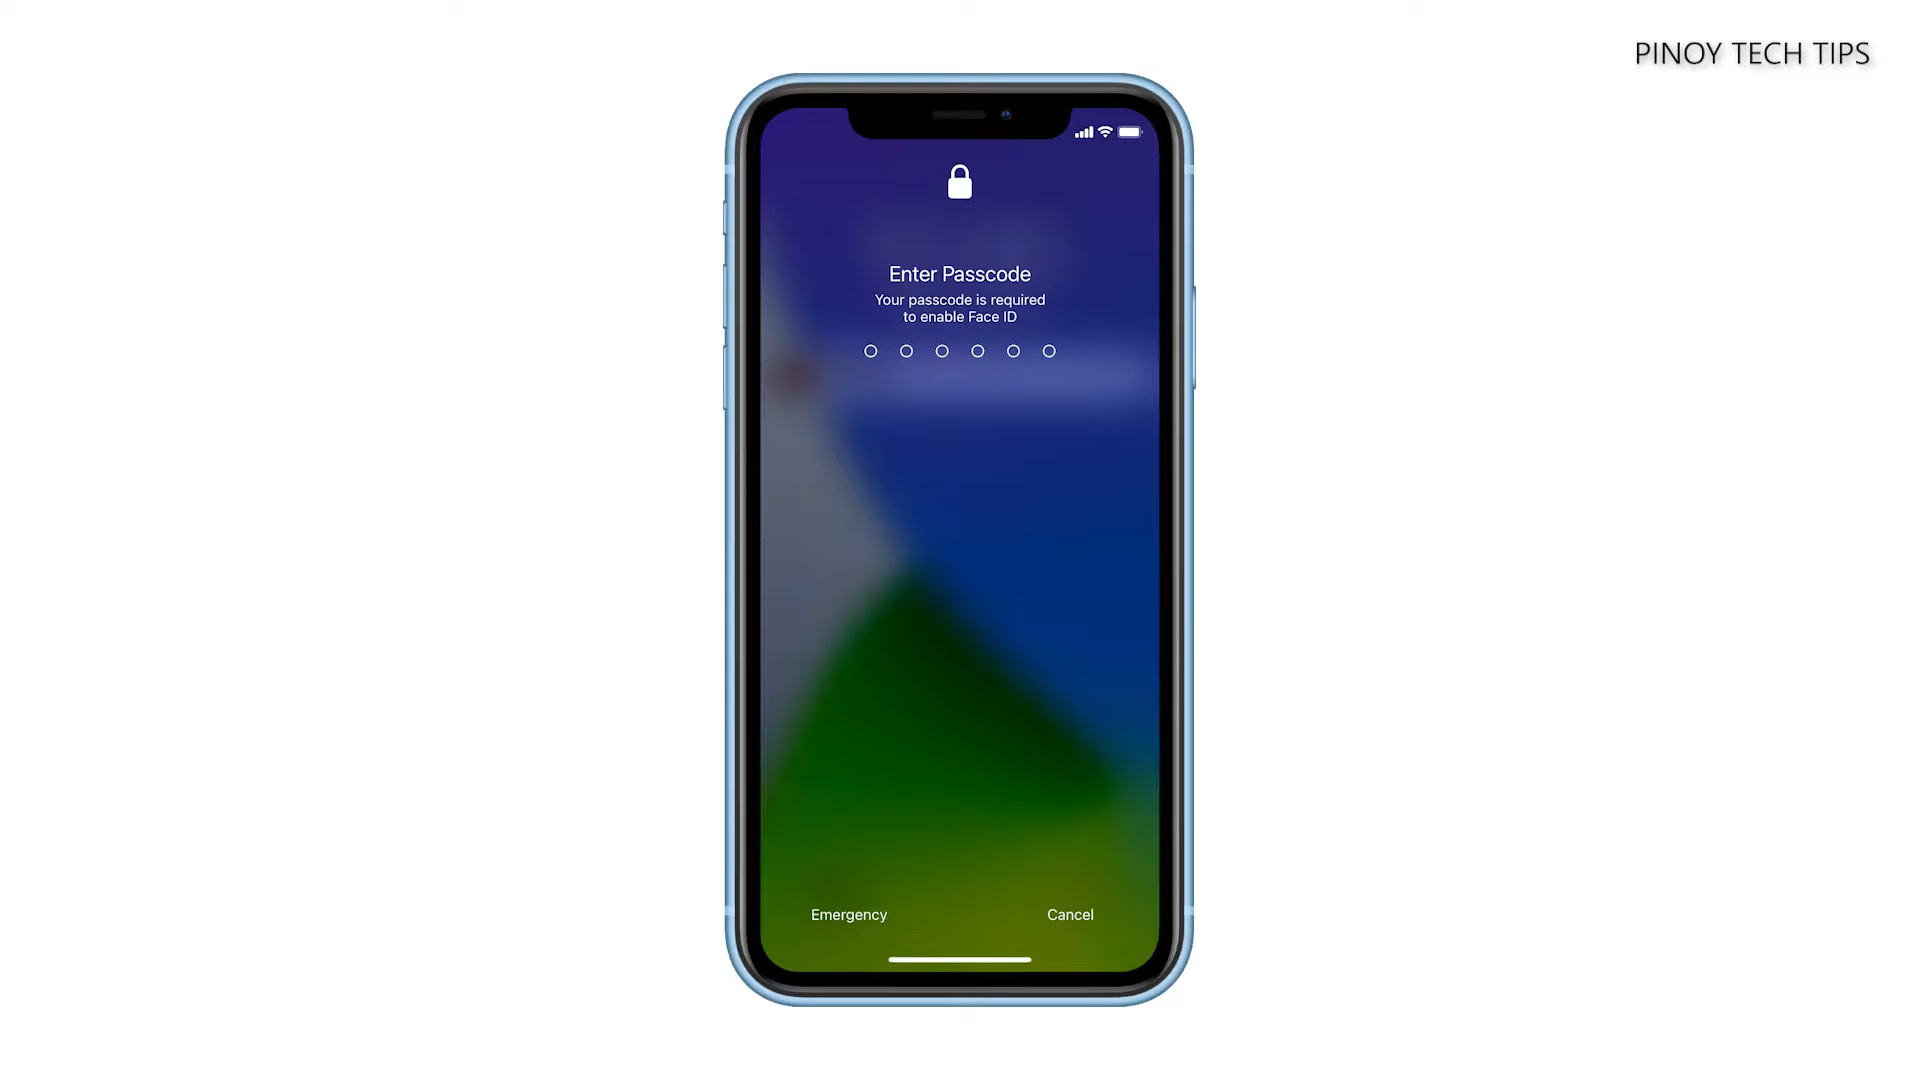 PINOY TECH TIPS
Enter Passcode
Your passcode is required
to enable Face ID
Emergency
Cancel